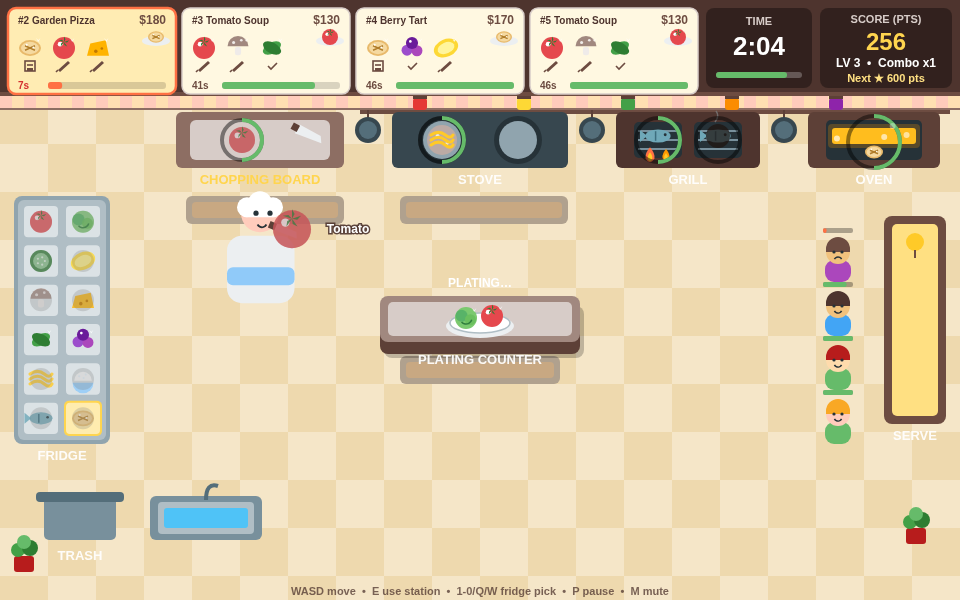 #2 Garden Pizza $180
7s
#3 Tomato Soup $130
41s
#4 Berry Tart $170
46s
#5 Tomato Soup $130
46s
TIME
2:04
SCORE (PTS)
256
LV 3 • Combo x1
Next ★ 600 pts
CHOPPING BOARD
STOVE
GRILL
OVEN
Tomato
PLATING...
PLATING COUNTER
FRIDGE
SERVE
TRASH
WASD move • E use station • 1-0/Q/W fridge pick • P pause • M mute